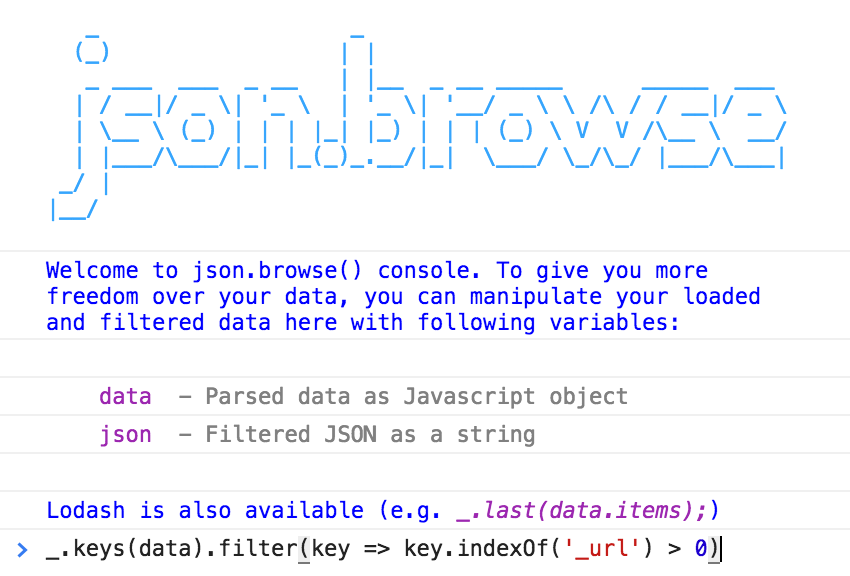 json.browse
Welcome to json.browse() console. To give you more
freedom over your data, you can manipulate your loaded
and filtered data here with following variables:
data – Parsed data as Javascript object
json – Filtered JSON as a string
Lodash is also available (e.g. _.last(data.items);)
> _.keys(data).filter(key => key.indexOf('_url') > 0)